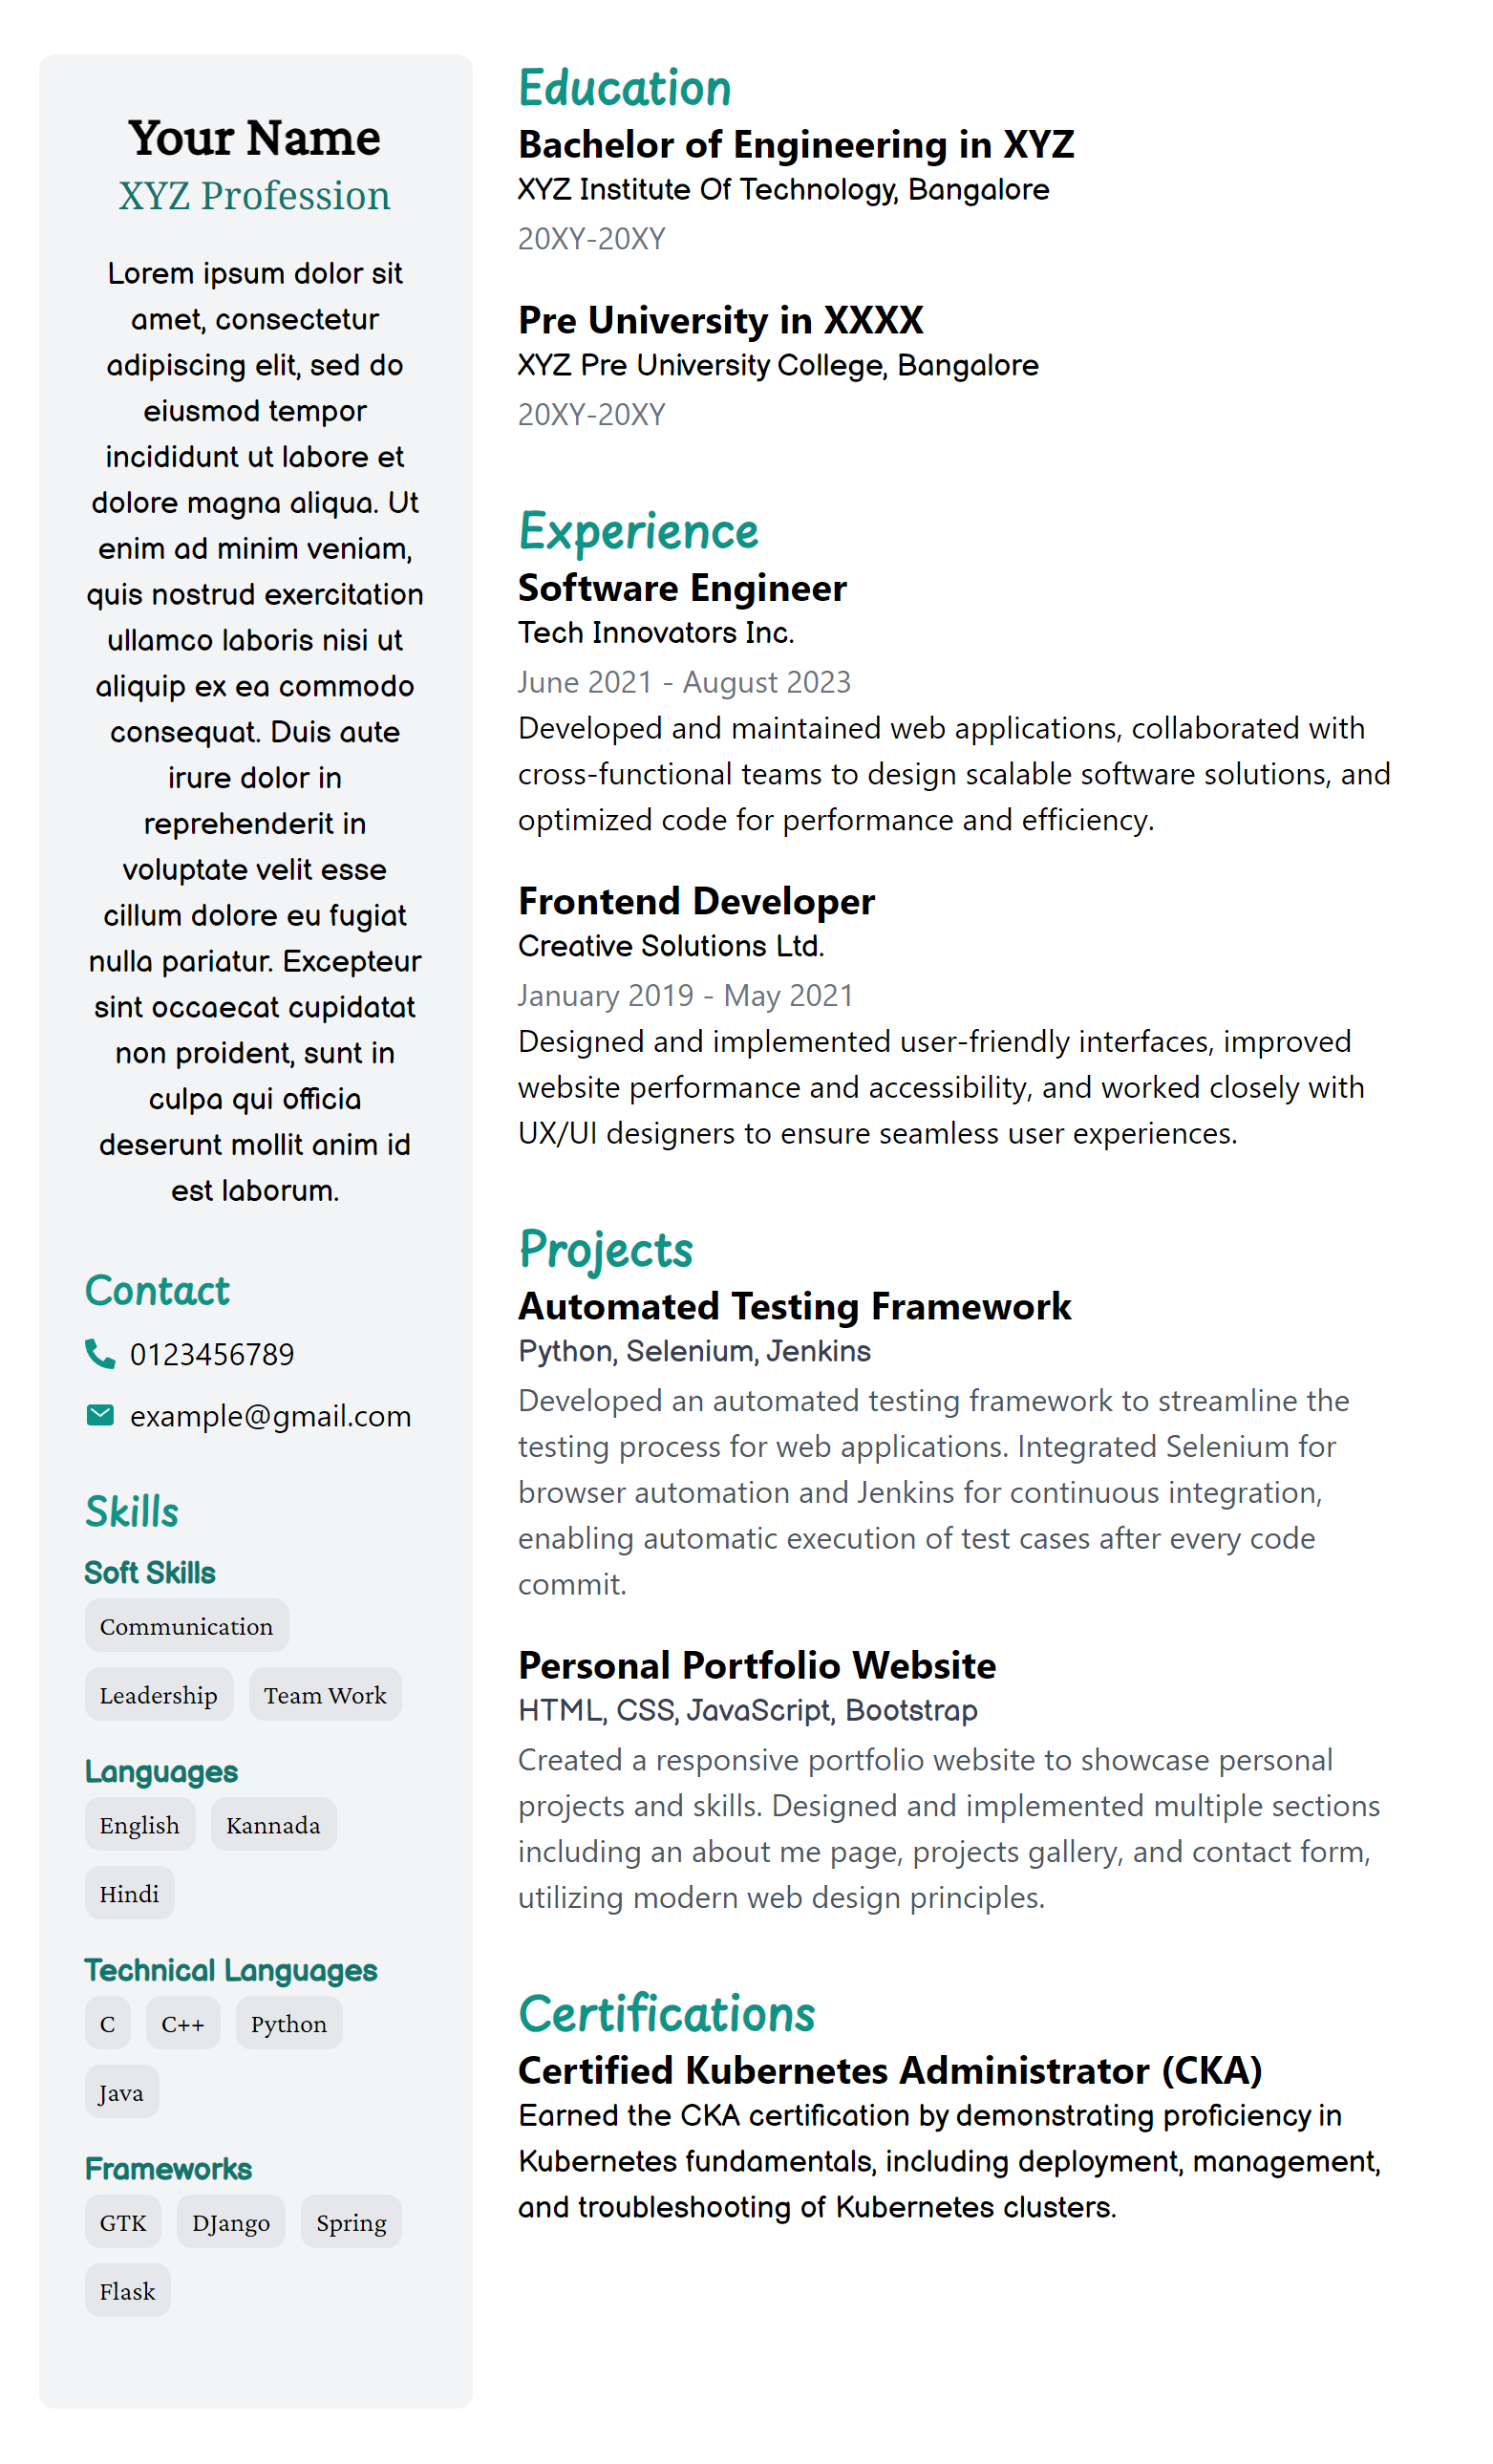 Your Name
XYZ Profession
Lorem ipsum dolor sit
amet, consectetur
adipiscing elit, sed do
eiusmod tempor
incididunt ut labore et
dolore magna aliqua. Ut
enim ad minim veniam,
quis nostrud exercitation
ullamco laboris nisi ut
aliquip ex ea commodo
consequat. Duis aute
irure dolor in
reprehenderit in
voluptate velit esse
cillum dolore eu fugiat
nulla pariatur. Excepteur
sint occaecat cupidatat
non proident, sunt in
culpa qui officia
deserunt mollit anim id
est laborum.
Contact
0123456789
example@gmail.com
Skills
Soft Skills
Communication
Leadership Team Work
Languages
English Kannada
Hindi
Technical Languages
C C++ Python
Java
Frameworks
GTK DJango Spring
Flask
Education
Bachelor of Engineering in XYZ
XYZ Institute Of Technology, Bangalore
20XY-20XY
Pre University in XXXX
XYZ Pre University College, Bangalore
20XY-20XY
Experience
Software Engineer
Tech Innovators Inc.
June 2021 - August 2023
Developed and maintained web applications, collaborated with
cross-functional teams to design scalable software solutions, and
optimized code for performance and efficiency.
Frontend Developer
Creative Solutions Ltd.
January 2019 - May 2021
Designed and implemented user-friendly interfaces, improved
website performance and accessibility, and worked closely with
UX/UI designers to ensure seamless user experiences.
Projects
Automated Testing Framework
Python, Selenium, Jenkins
Developed an automated testing framework to streamline the
testing process for web applications. Integrated Selenium for
browser automation and Jenkins for continuous integration,
enabling automatic execution of test cases after every code
commit.
Personal Portfolio Website
HTML, CSS, JavaScript, Bootstrap
Created a responsive portfolio website to showcase personal
projects and skills. Designed and implemented multiple sections
including an about me page, projects gallery, and contact form,
utilizing modern web design principles.
Certifications
Certified Kubernetes Administrator (CKA)
Earned the CKA certification by demonstrating proficiency in
Kubernetes fundamentals, including deployment, management,
and troubleshooting of Kubernetes clusters.